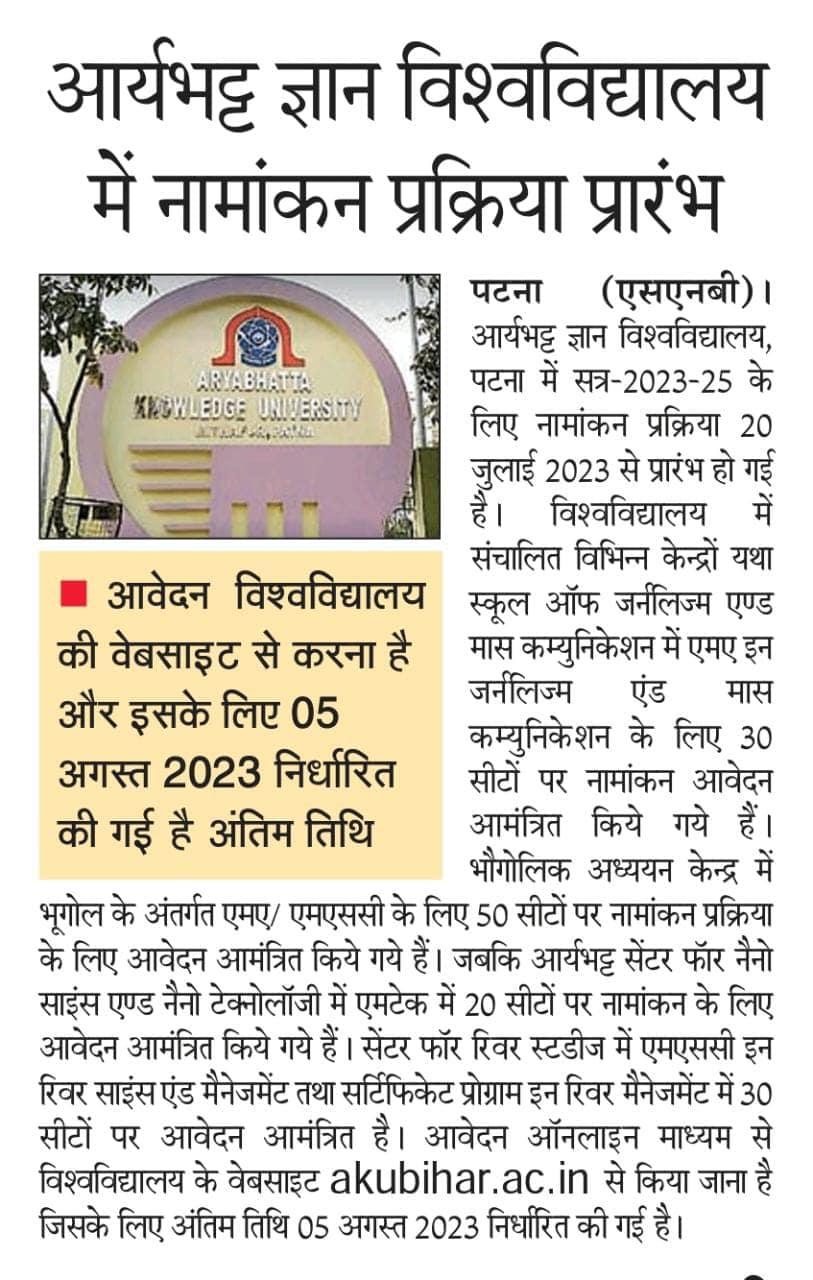 आर्यभट्ट ज्ञान विश्वविद्यालय
में नामांकन प्रक्रिया प्रारंभ
ARYABHATTA
KNOWLEDGE UNIVERSITY
MITHAPUR, PATNA
■ आवेदन विश्वविद्यालय
की वेबसाइट से करना है
और इसके लिए 05
अगस्त 2023 निर्धारित
की गई है अंतिम तिथि
पटना (एसएनबी)।
आर्यभट्ट ज्ञान विश्वविद्यालय,
पटना में सत्र-2023-25 के
लिए नामांकन प्रक्रिया 20
जुलाई 2023 से प्रारंभ हो गई
है। विश्वविद्यालय में
संचालित विभिन्न केन्द्रों यथा
स्कूल ऑफ जर्नलिज्म एण्ड
मास कम्युनिकेशन में एमए इन
जर्नलिज्म एंड मास
कम्युनिकेशन के लिए 30
सीटों पर नामांकन आवेदन
आमंत्रित किये गये हैं।
भौगोलिक अध्ययन केन्द्र में
भूगोल के अंतर्गत एमए/ एमएससी के लिए 50 सीटों पर नामांकन प्रक्रिया
के लिए आवेदन आमंत्रित किये गये हैं। जबकि आर्यभट्ट सेंटर फॉर नैनो
साइंस एण्ड नैनो टेक्नोलॉजी में एमटेक में 20 सीटों पर नामांकन के लिए
आवेदन आमंत्रित किये गये हैं। सेंटर फॉर रिवर स्टडीज में एमएससी इन
रिवर साइंस एंड मैनेजमेंट तथा सर्टिफिकेट प्रोग्राम इन रिवर मैनेजमेंट में 30
सीटों पर आवेदन आमंत्रित है। आवेदन ऑनलाइन माध्यम से
विश्वविद्यालय के वेबसाइट akubihar.ac.in से किया जाना है
जिसके लिए अंतिम तिथि 05 अगस्त 2023 निर्धारित की गई है।